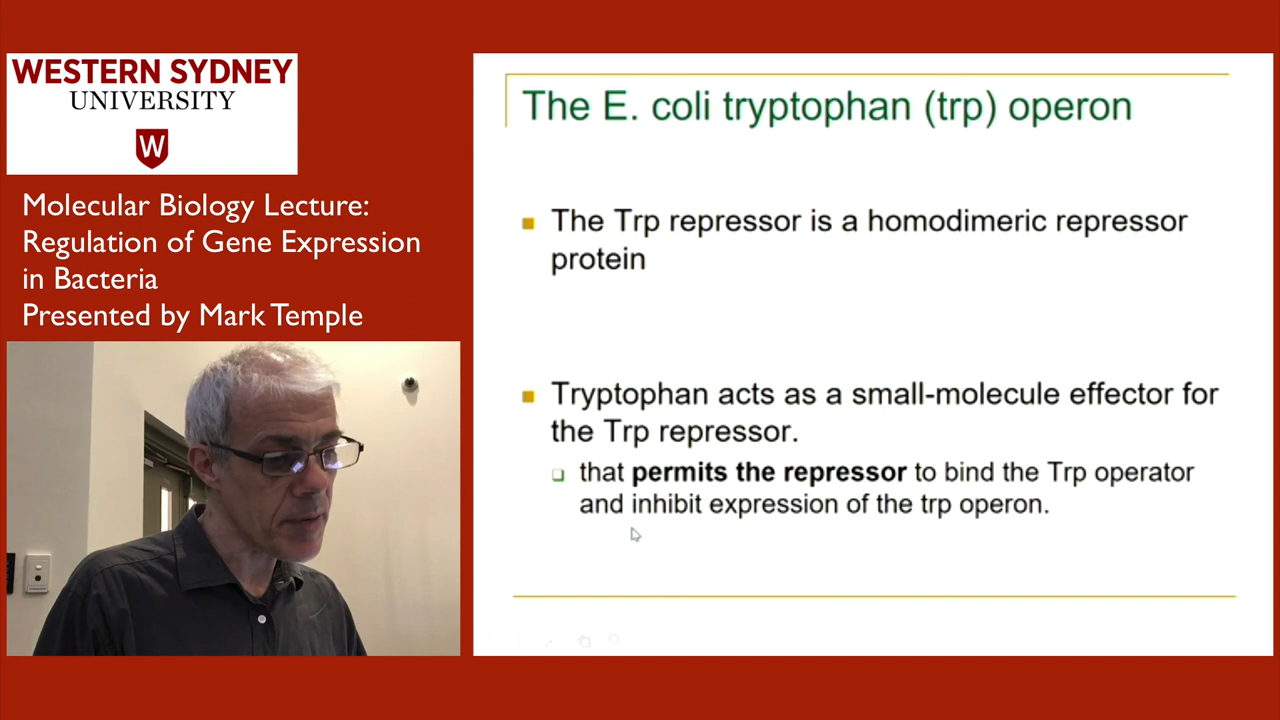 WESTERN SYDNEY
UNIVERSITY
W
Molecular Biology Lecture:
Regulation of Gene Expression
in Bacteria
Presented by Mark Temple
The E. coli tryptophan (trp) operon
The Trp repressor is a homodimeric repressor
protein
Tryptophan acts as a small-molecule effector for
the Trp repressor.
that permits the repressor to bind the Trp operator
and inhibit expression of the trp operon.